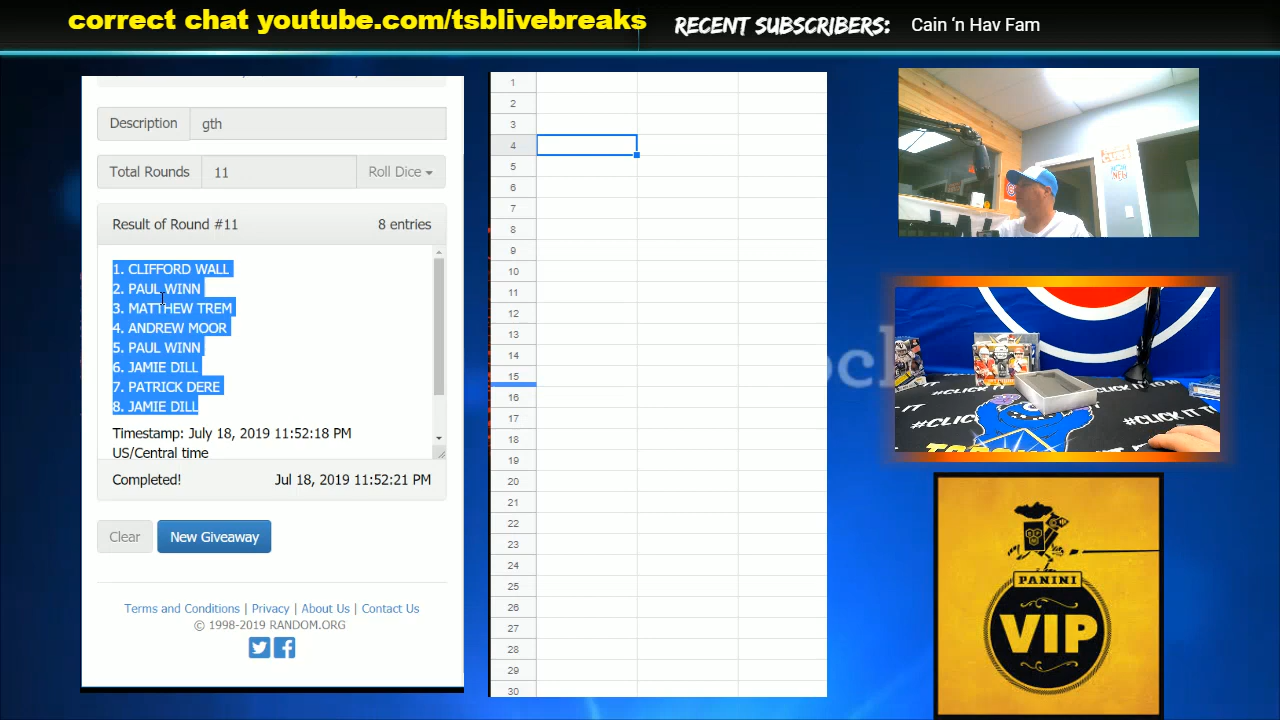 correct chat youtube.com/tsblivebreaks
RECENT SUBSCRIBERS: Cain ‘n Hav Fam
Description gth
Total Rounds 11 Roll Dice
Result of Round #11 8 entries
1. CLIFFORD WALL
2. PAUL WINN
3. MATTHEW TREM
4. ANDREW MOOR
5. PAUL WINN
6. JAMIE DILL
7. PATRICK DERE
8. JAMIE DILL
Timestamp: July 18, 2019 11:52:18 PM
US/Central time
Completed! Jul 18, 2019 11:52:21 PM
Clear New Giveaway
Terms and Conditions | Privacy | About Us | Contact Us
© 1998-2019 RANDOM.ORG
1
2
3
4
5
6
7
8
9
10
11
12
13
14
15
16
17
18
19
20
21
22
23
24
25
26
27
28
29
30
#CLICK IT TO
#CLICK
PANINI
VIP